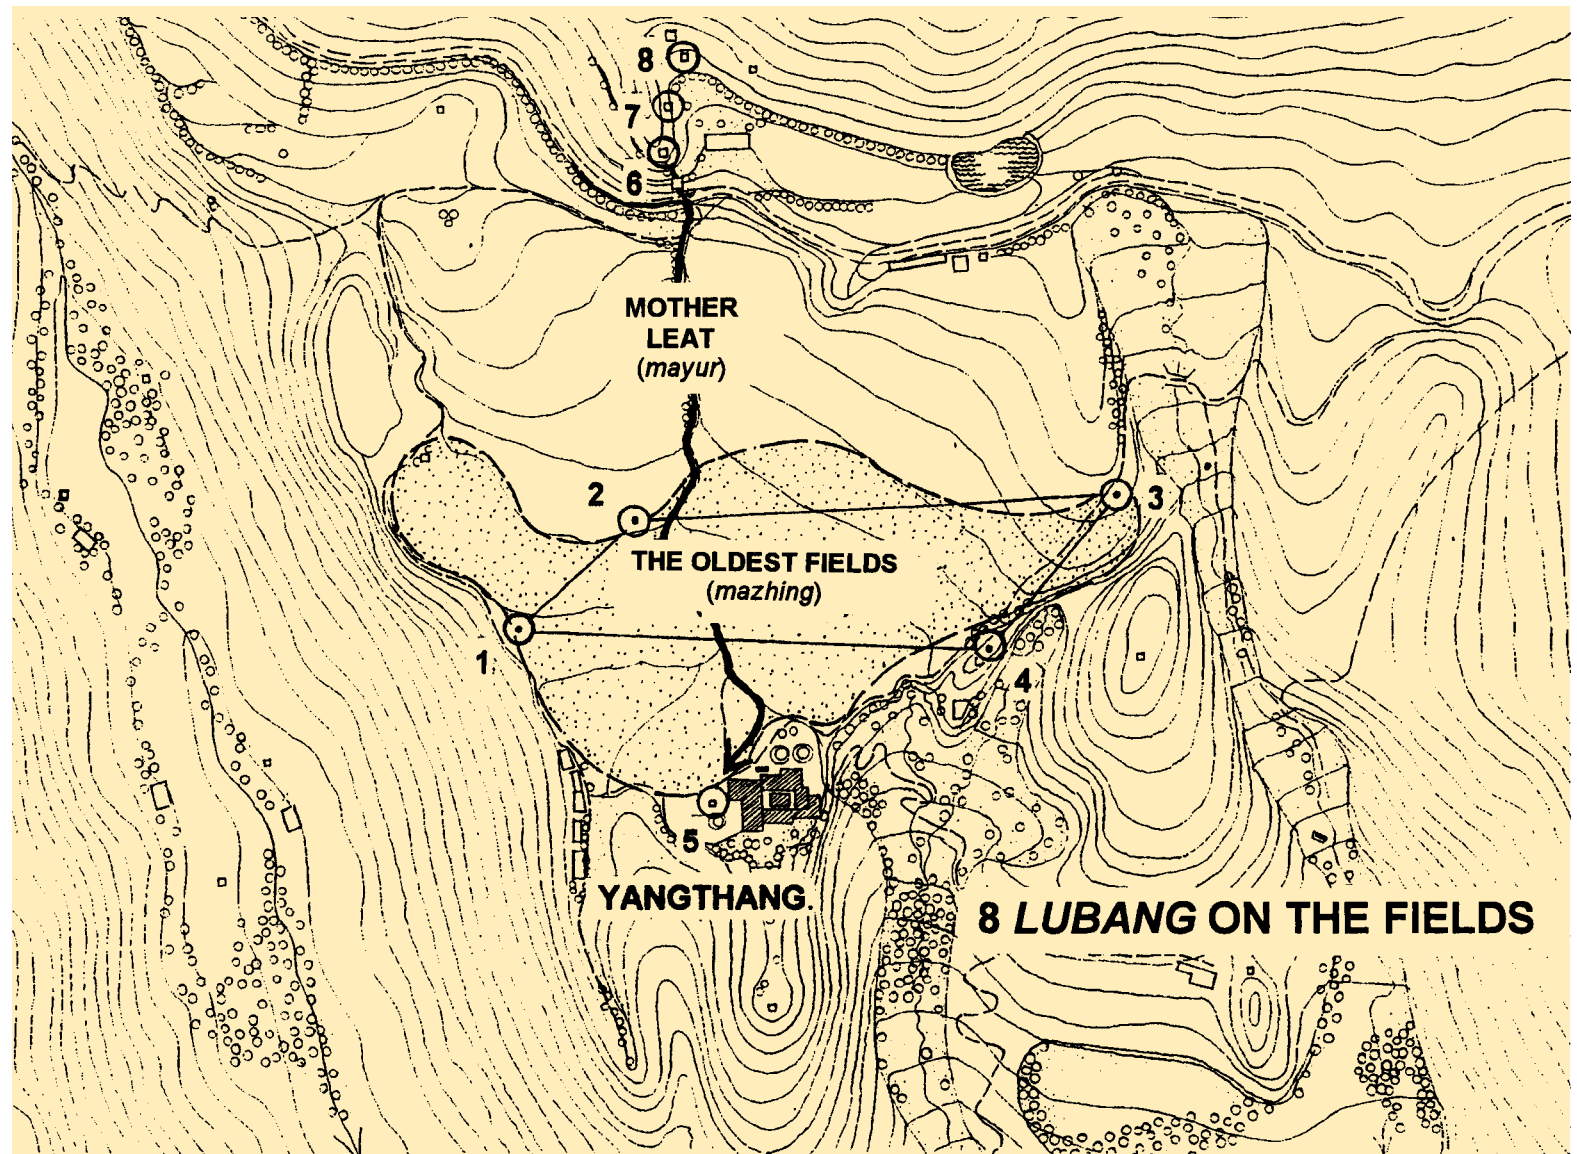 8
7
6
MOTHER
LEAT
(mayur)
2
3
THE OLDEST FIELDS
(mazhing)
1
4
5
YANGTHANG.
8 LUBANG ON THE FIELDS